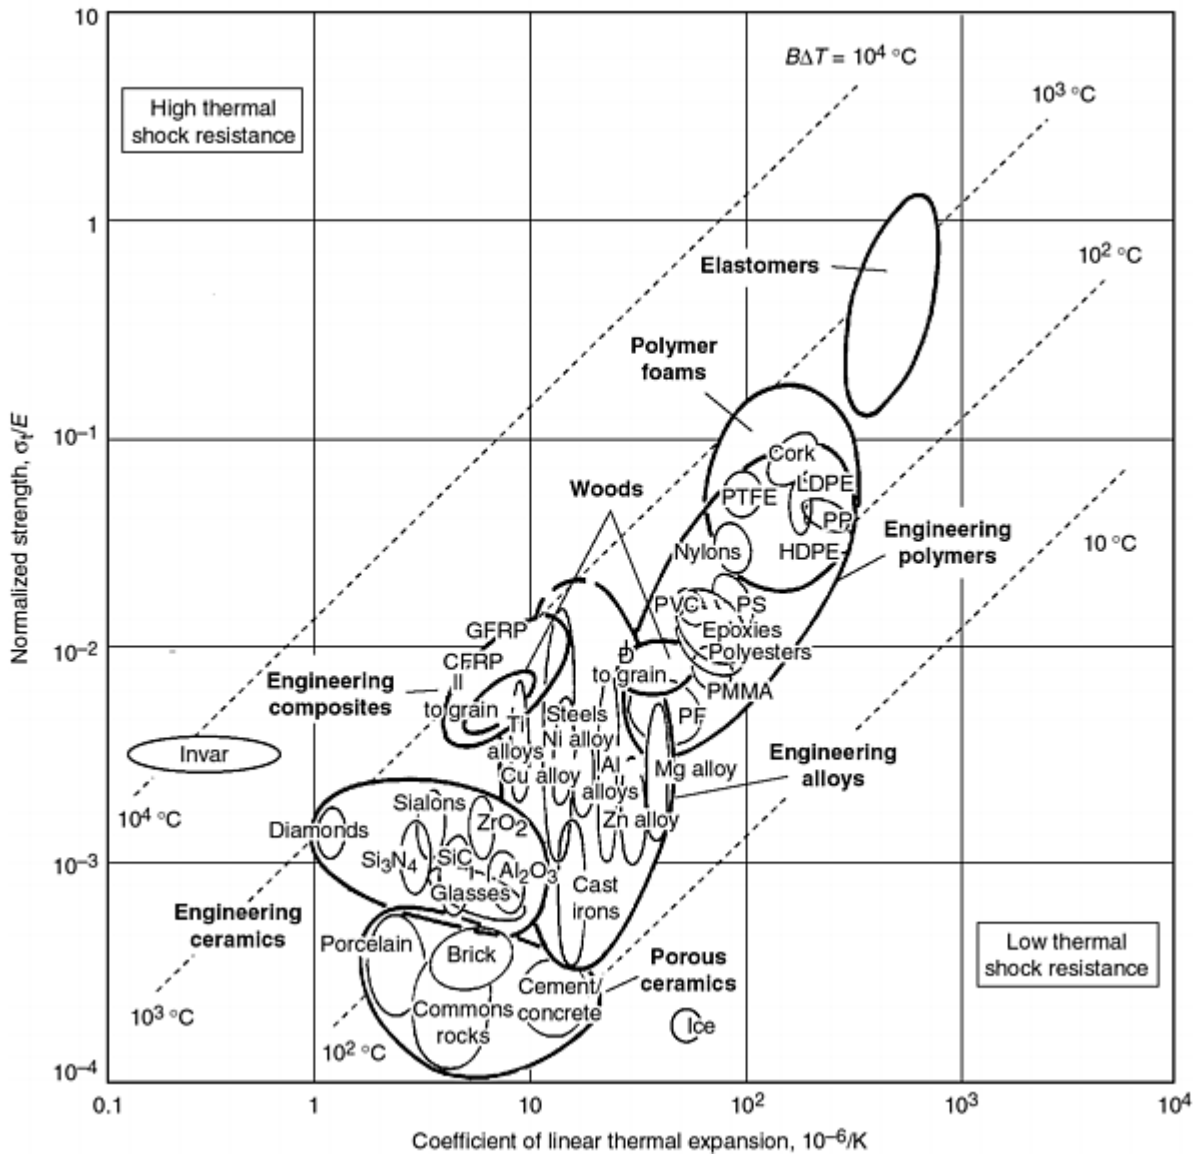 10
1
10⁻¹
10⁻²
10⁻³
10⁻⁴
Normalized strength, σt/E
High thermal
shock resistance
BΔT = 10⁴ °C
10³ °C
10² °C
10 °C
Elastomers
Polymer
foams
Cork
LDPE
PTFE
PP
Woods
Engineering
polymers
Nylons
HDPE
PVC
PS
Epoxies
Polyesters
PMMA
GFRP
CFRP
II
to grain
D
to grain
Engineering
composites
PF
Ti
alloys
Steels
Ni alloy
Cu alloy
Al
alloys
Mg alloy
Zn alloy
Engineering
alloys
Invar
10⁴ °C
Diamonds
Sialons
ZrO₂
Si₃N₄
SiC
Al₂O₃
Glasses
Cast
irons
Engineering
ceramics
Porcelain
Brick
Porous
ceramics
Cement/
concrete
Commons
rocks
Ice
Low thermal
shock resistance
10³ °C
10² °C
0.1
1
10
10²
10³
10⁴
Coefficient of linear thermal expansion, 10⁻⁶/K